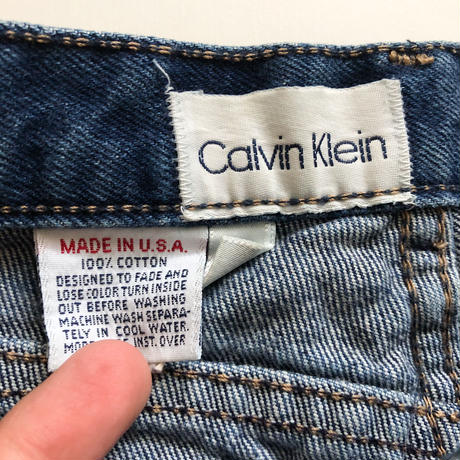 Calvin Klein
MADE IN U.S.A.
100% COTTON
DESIGNED TO FADE AND
LOSE COLOR TURN INSIDE
OUT BEFORE WASHING
MACHINE WASH SEPARA-
TELY IN COOL WATER.
INST. OVER